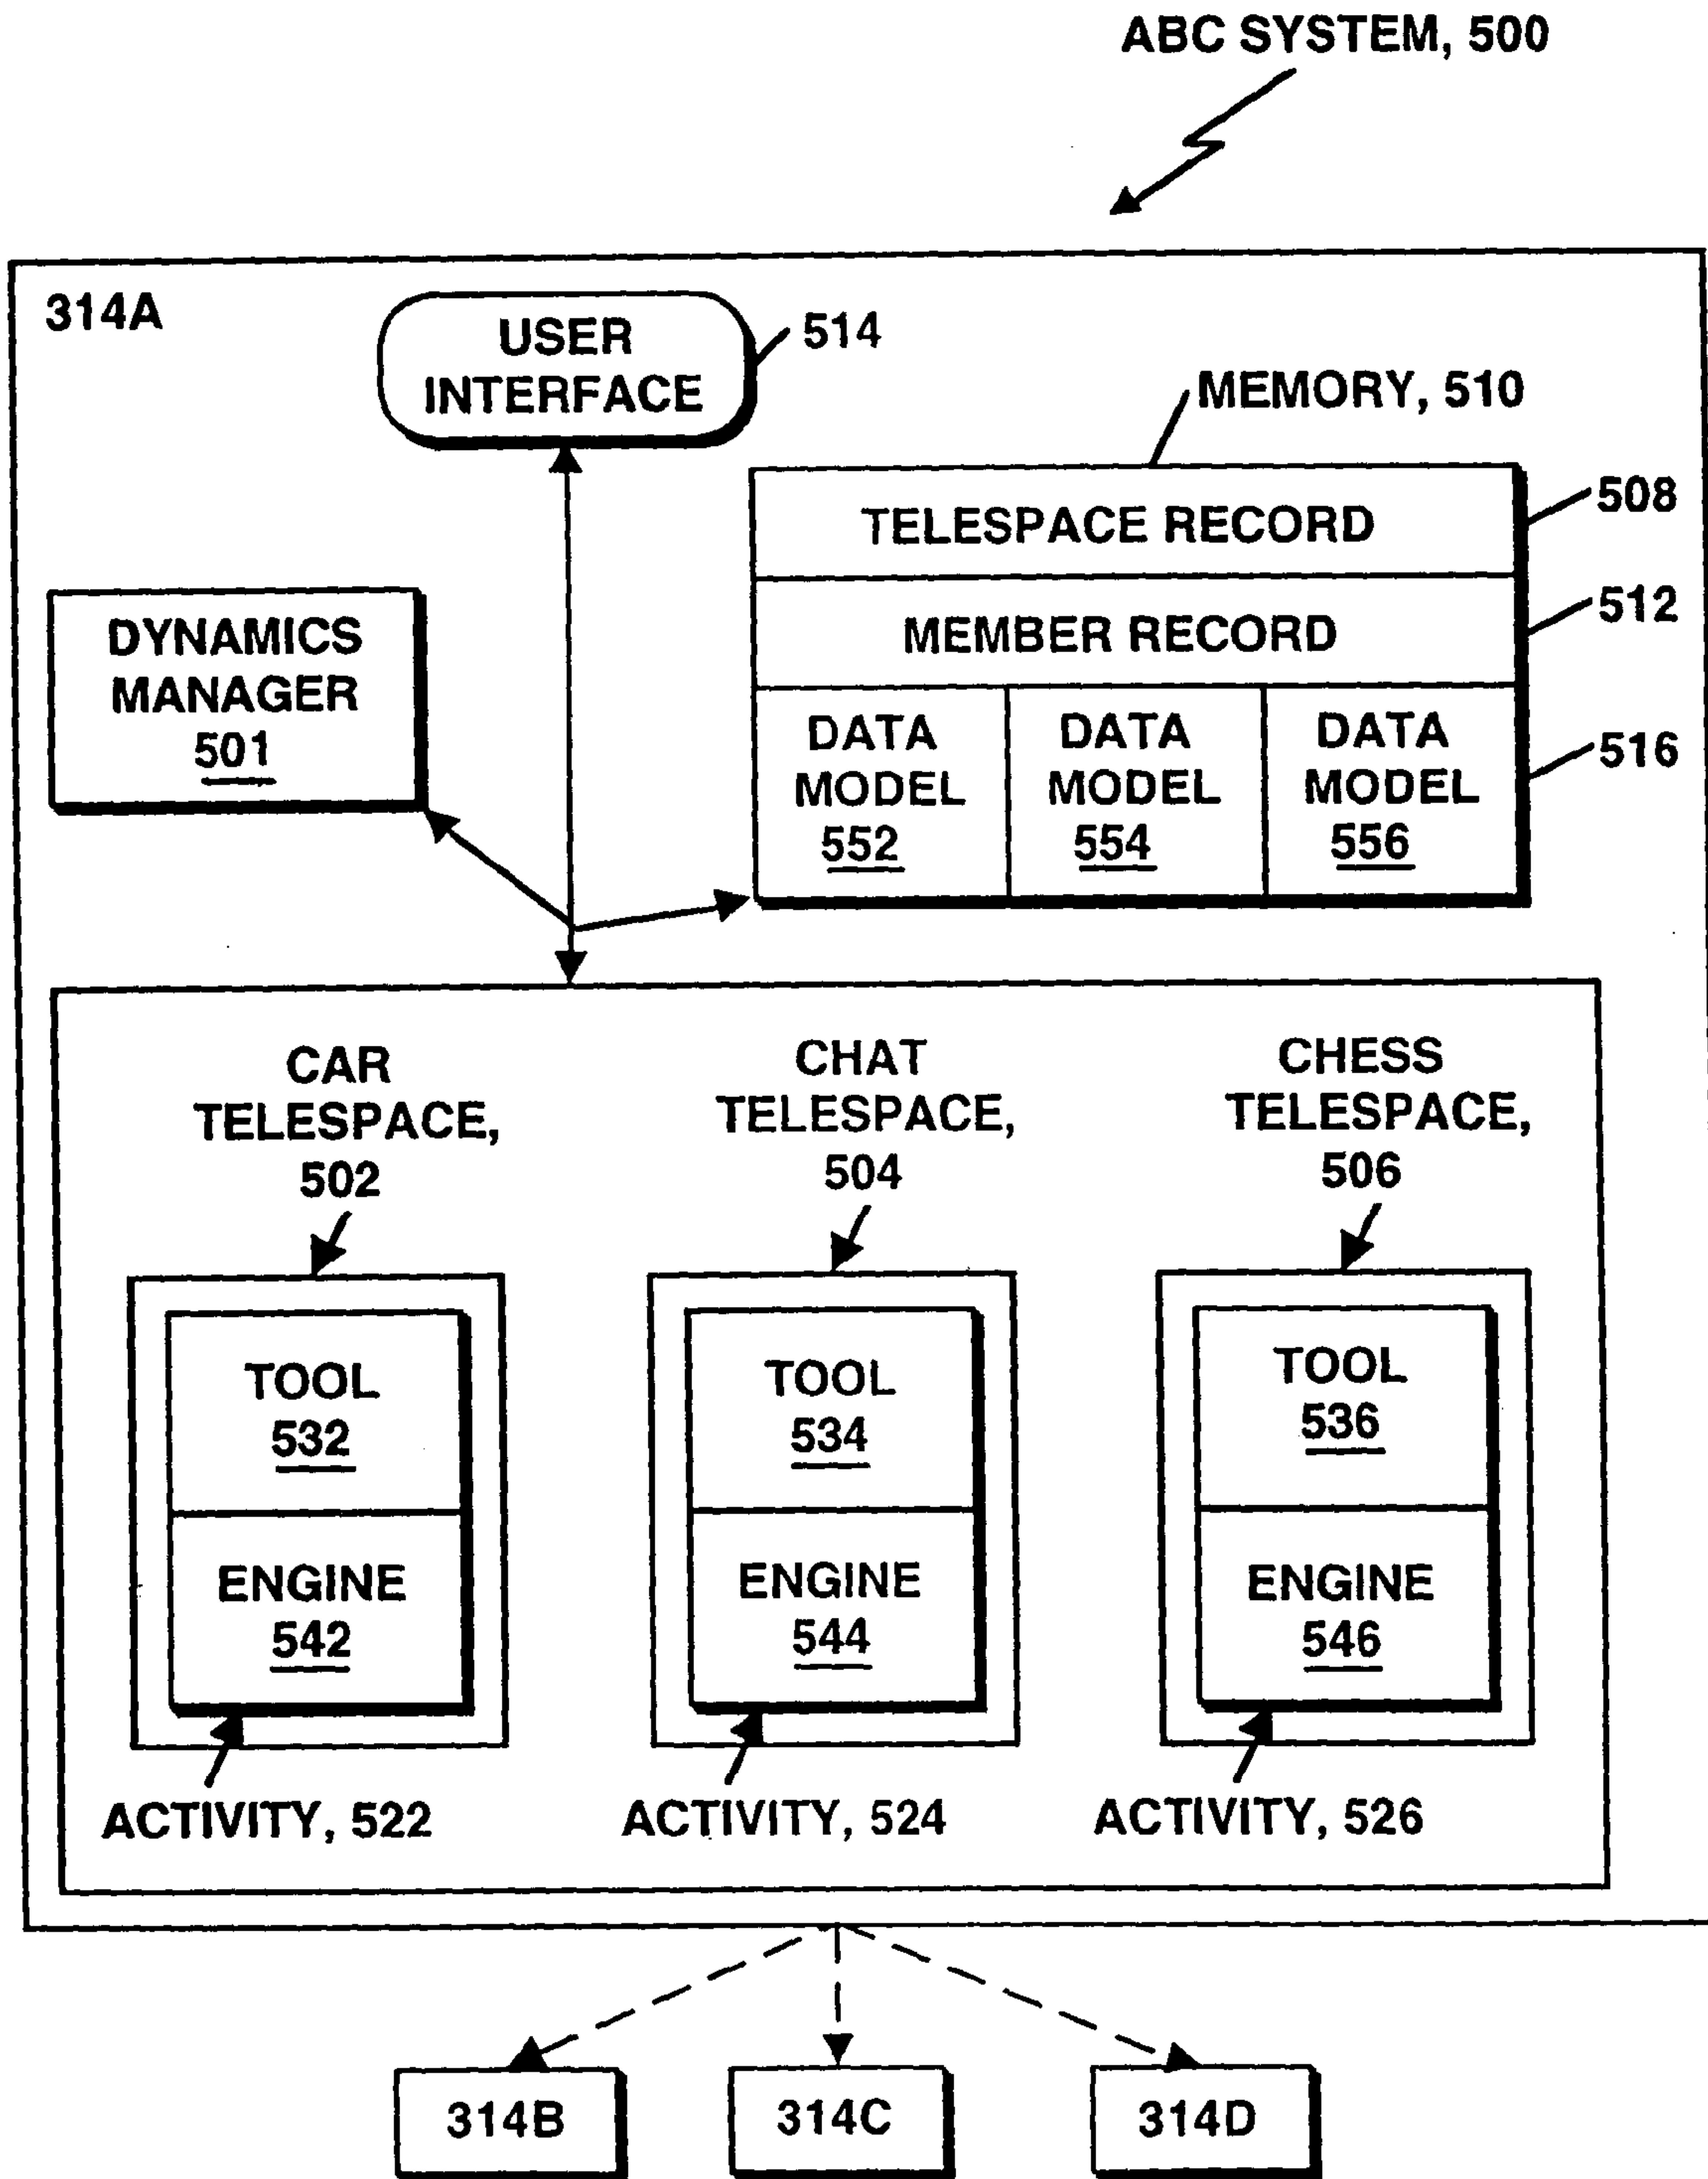 ABC SYSTEM, 500
314A
USER
INTERFACE
514
MEMORY, 510
TELESPACE RECORD
508
MEMBER RECORD
512
DYNAMICS
MANAGER
501
DATA
MODEL
552
DATA
MODEL
554
DATA
MODEL
556
516
CAR
TELESPACE,
502
CHAT
TELESPACE,
504
CHESS
TELESPACE,
506
TOOL
532
ENGINE
542
TOOL
534
ENGINE
544
TOOL
536
ENGINE
546
ACTIVITY, 522
ACTIVITY, 524
ACTIVITY, 526
314B
314C
314D